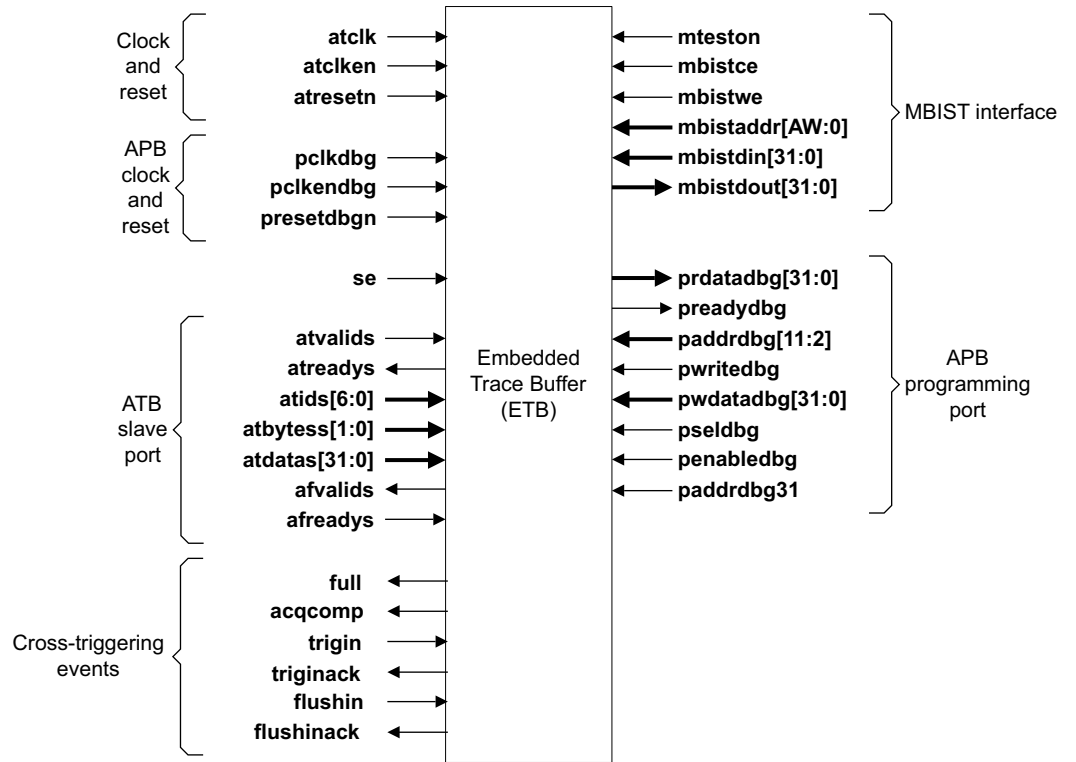 Clock
and
reset
atclk
atclken
atresetn
APB
clock
and
reset
pclkdbg
pclkendbg
presetdbgn
se
ATB
slave
port
atvalids
atreadys
atids[6:0]
atbytess[1:0]
atdatas[31:0]
afvalids
afreadys
Cross-triggering
events
full
acqcomp
trigin
triginack
flushin
flushinack
Embedded
Trace Buffer
(ETB)
mteston
mbistce
mbistwe
mbistaddr[AW:0]
mbistdin[31:0]
mbistdout[31:0]
MBIST interface
prdatadbg[31:0]
preadydbg
paddrdbg[11:2]
pwritedbg
pwdatadbg[31:0]
pseldbg
penabledbg
paddrdbg31
APB
programming
port